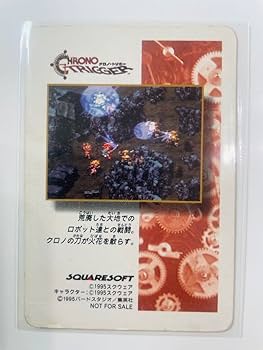 CHRONO
クロノ・トリガー
TRIGGER
荒廃した大地での
ロボット達との戦闘。
クロノの刀が火花を散らす。
SQUARESOFT
©1995スクウェア
キャラクター：©1995スクウェア
©1995バードスタジオ／集英社
NOT FOR SALE